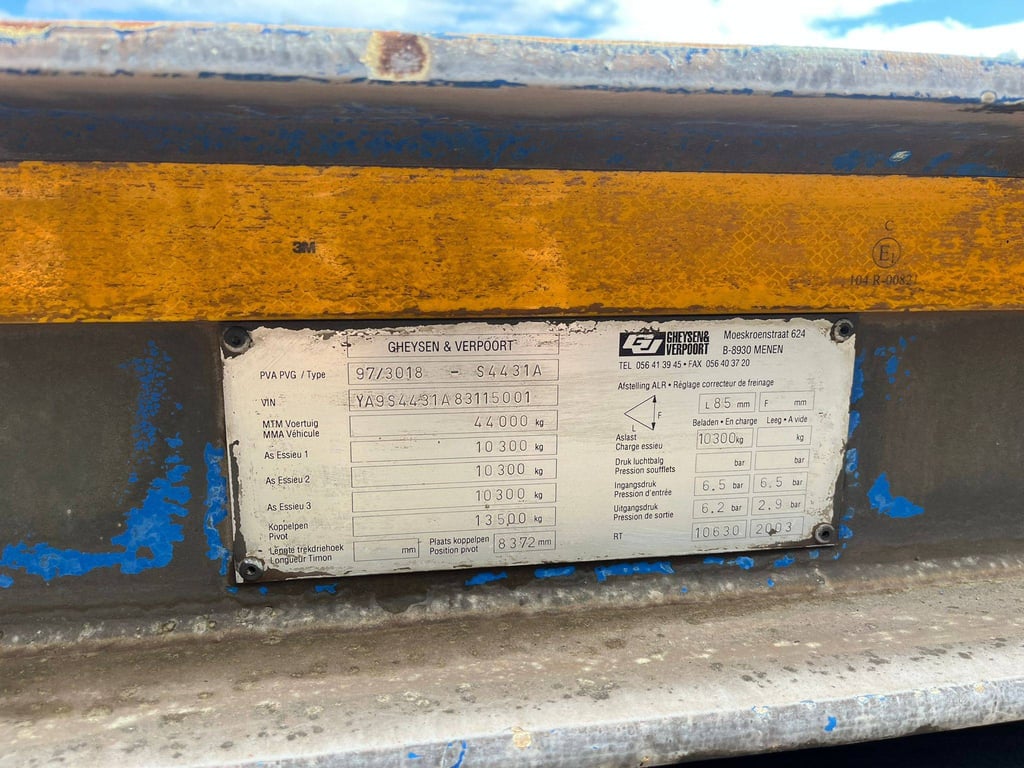 3M
C
E1
104 R-00821
GHEYSEN & VERPOORT
PVA PVG / Type 97/3018 - S4431A
VIN YA9S4431A83115001
MTM Voertuig
MMA Véhicule 44000 kg
As Essieu 1 10300 kg
As Essieu 2 10300 kg
As Essieu 3 10300 kg
Koppelpen
Pivot 13500 kg
Lengte trekdriehoek
Longueur Timon mm
Plaats koppelpen
Position pivot 8372 mm
GHEYSEN&
VERPOORT
Moeskroenstraat 624
B-8930 MENEN
TEL 056 41 39 45 • FAX 056 40 37 20
Afstelling ALR • Réglage correcteur de freinage
F
L
L 85 mm F mm
Beladen • En charge Leeg • A vide
Aslast
Charge essieu 10300kg kg
Druk luchtbalg
Pression soufflets bar bar
Ingangsdruk
Pression d'entrée 6.5 bar 6.5 bar
Uitgangsdruk
Pression de sortie 6.2 bar 2.9 bar
RT 10630 2003